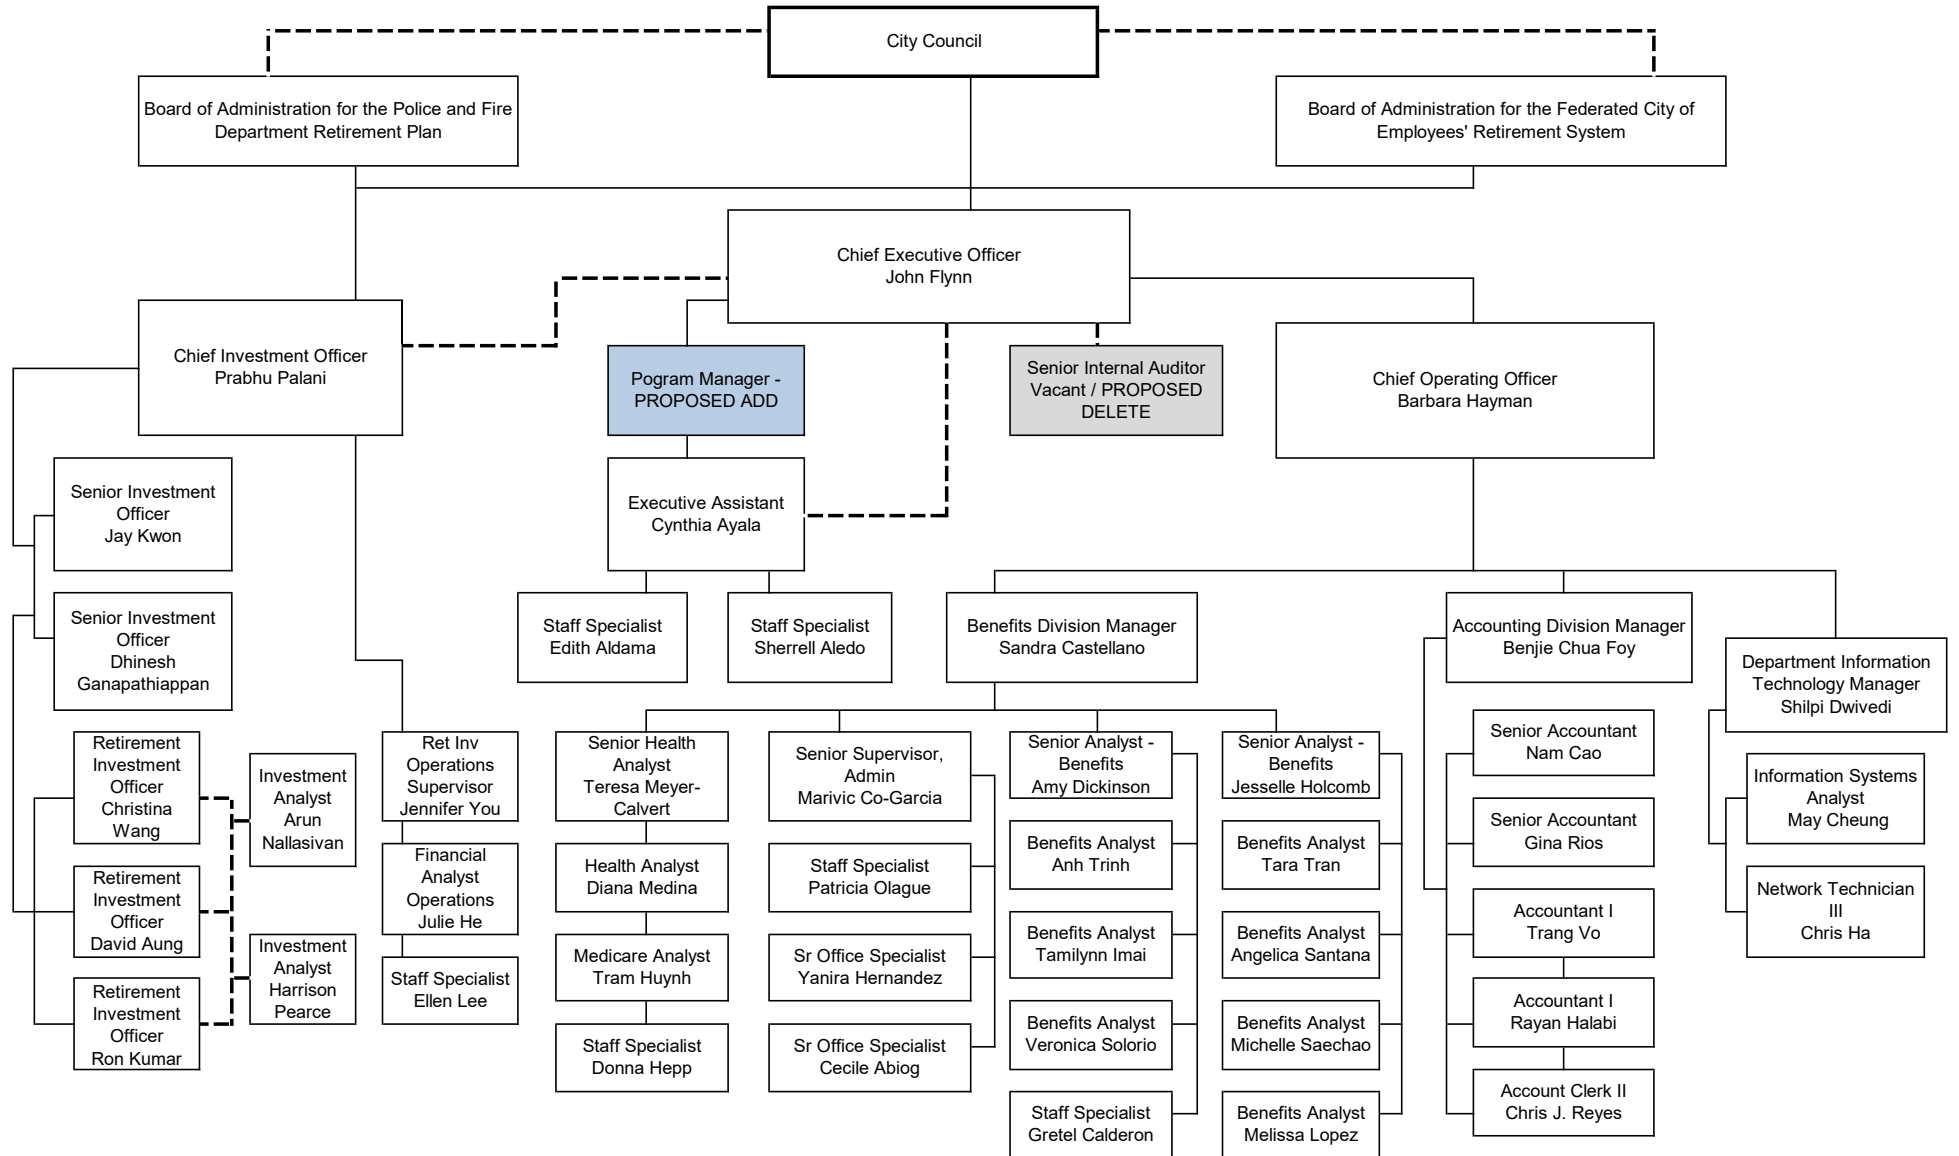 City Council
Board of Administration for the Police and Fire
Department Retirement Plan
Board of Administration for the Federated City of
Employees' Retirement System
Chief Executive Officer
John Flynn
Chief Investment Officer
Prabhu Palani
Pogram Manager -
PROPOSED ADD
Senior Internal Auditor
Vacant / PROPOSED
DELETE
Chief Operating Officer
Barbara Hayman
Senior Investment
Officer
Jay Kwon
Executive Assistant
Cynthia Ayala
Senior Investment
Officer
Dhinesh
Ganapathiappan
Staff Specialist
Edith Aldama
Staff Specialist
Sherrell Aledo
Benefits Division Manager
Sandra Castellano
Accounting Division Manager
Benjie Chua Foy
Department Information
Technology Manager
Shilpi Dwivedi
Retirement
Investment
Officer
Christina
Wang
Investment
Analyst
Arun
Nallasivan
Retirement
Investment
Officer
David Aung
Investment
Analyst
Harrison
Pearce
Retirement
Investment
Officer
Ron Kumar
Ret Inv
Operations
Supervisor
Jennifer You
Financial
Analyst
Operations
Julie He
Staff Specialist
Ellen Lee
Senior Health
Analyst
Teresa Meyer-
Calvert
Health Analyst
Diana Medina
Medicare Analyst
Tram Huynh
Staff Specialist
Donna Hepp
Senior Supervisor,
Admin
Marivic Co-Garcia
Staff Specialist
Patricia Olague
Sr Office Specialist
Yanira Hernandez
Sr Office Specialist
Cecile Abiog
Senior Analyst -
Benefits
Amy Dickinson
Benefits Analyst
Anh Trinh
Benefits Analyst
Tamilynn Imai
Benefits Analyst
Veronica Solorio
Staff Specialist
Gretel Calderon
Senior Analyst -
Benefits
Jesselle Holcomb
Benefits Analyst
Tara Tran
Benefits Analyst
Angelica Santana
Benefits Analyst
Michelle Saechao
Benefits Analyst
Melissa Lopez
Senior Accountant
Nam Cao
Senior Accountant
Gina Rios
Accountant I
Trang Vo
Accountant I
Rayan Halabi
Account Clerk II
Chris J. Reyes
Information Systems
Analyst
May Cheung
Network Technician
III
Chris Ha